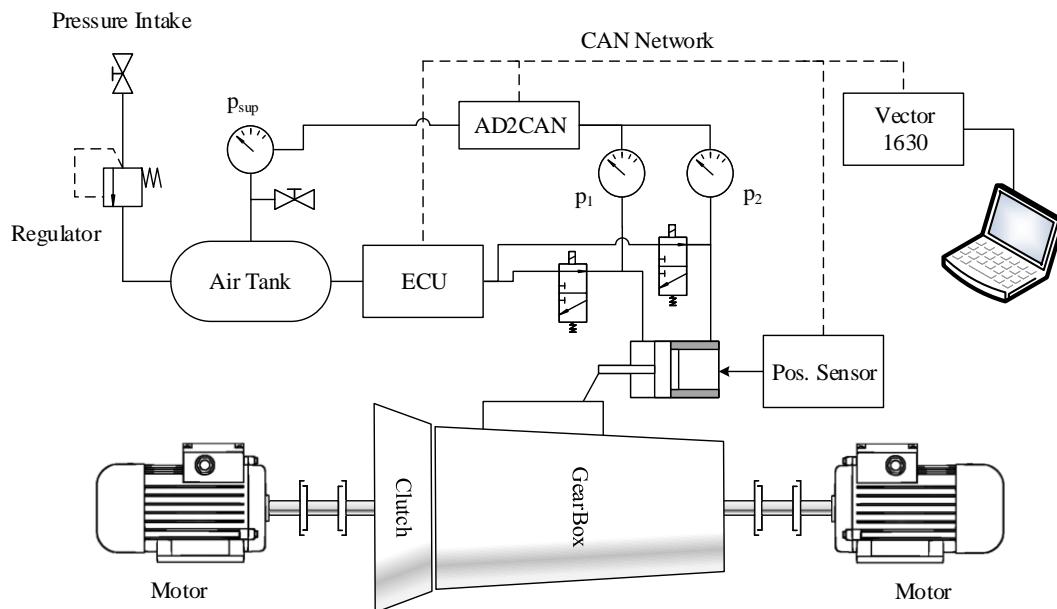 Pressure Intake
CAN Network
p_sup
AD2CAN
Vector
1630
p₁
p₂
Regulator
Air Tank
ECU
Pos. Sensor
Clutch
GearBox
Motor
Motor